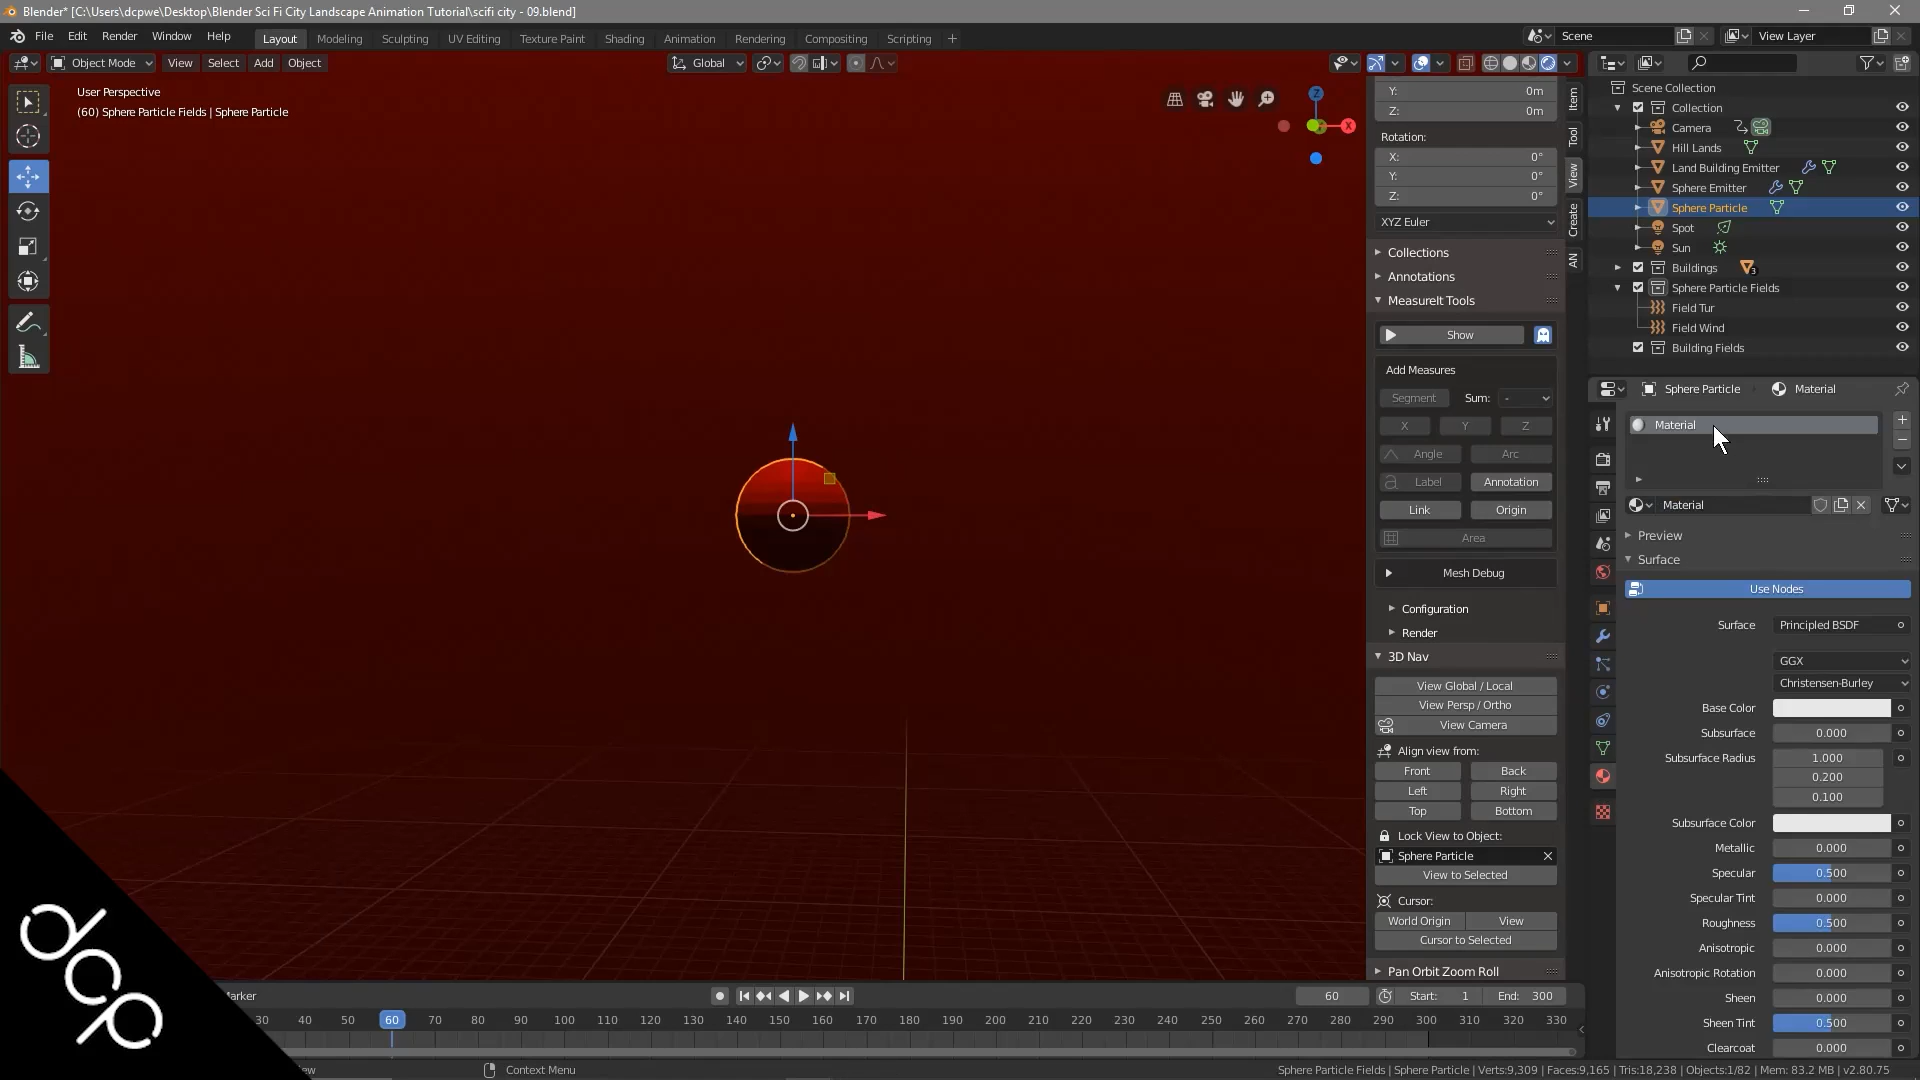 Blender* [C:\Users\dcpwe\Desktop\Blender Sci Fi City Landscape Animation Tutorial\scifi city - 09.blend]
File Edit Render Window Help Layout Modeling Sculpting UV Editing Texture Paint Shading Animation Rendering Compositing Scripting + Scene View Layer
Object Mode View Select Add Object Global
User Perspective
(60) Sphere Particle Fields | Sphere Particle
Z
X
Y: 0m
Z: 0m
Rotation:
X: 0°
Y: 0°
Z: 0°
XYZ Euler
Collections
Annotations
MeasureIt Tools
Show
Add Measures
Segment Sum: -
X Y Z
Angle Arc
Label Annotation
Link Origin
Area
Mesh Debug
Configuration
Render
3D Nav
View Global / Local
View Persp / Ortho
View Camera
Align view from:
Front Back
Left Right
Top Bottom
Lock View to Object:
Sphere Particle
View to Selected
Cursor:
World Origin View
Cursor to Selected
Pan Orbit Zoom Roll
Item
Tool
View
Create
AN
Scene Collection
Collection
Camera
Hill Lands
Land Building Emitter
Sphere Emitter
Sphere Particle
Spot
Sun
Buildings 3
Sphere Particle Fields
Field Tur
Field Wind
Building Fields
Sphere Particle Material
Material
Material
Preview
Surface
Use Nodes
Surface Principled BSDF
GGX
Christensen-Burley
Base Color
Subsurface 0.000
Subsurface Radius 1.000
0.200
0.100
Subsurface Color
Metallic 0.000
Specular 0.500
Specular Tint 0.000
Roughness 0.500
Anisotropic 0.000
Anisotropic Rotation 0.000
Sheen 0.000
Sheen Tint 0.500
Clearcoat 0.000
Marker 60 Start: 1 End: 300
30 40 50 60 70 80 90 100 110 120 130 140 150 160 170 180 190 200 210 220 230 240 250 260 270 280 290 300 310 320 330
Context Menu Sphere Particle Fields | Sphere Particle | Verts:9,309 | Faces:9,165 | Tris:18,238 | Objects:1/82 | Mem: 83.2 MB | v2.80.75
dcp